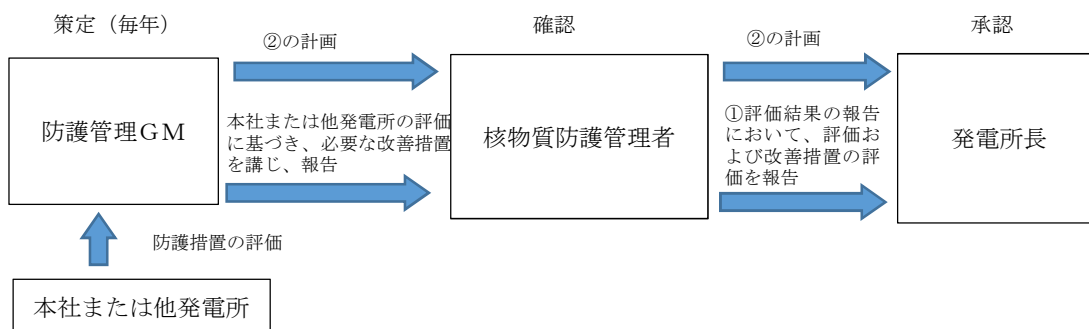 策定（毎年）
確認
承認
②の計画
②の計画
防護管理ＧＭ
本社または他発電所の評価
に基づき、必要な改善措置
を講じ、報告
核物質防護管理者
①評価結果の報告
において、評価お
よび改善措置の評
価を報告
発電所長
防護措置の評価
本社または他発電所